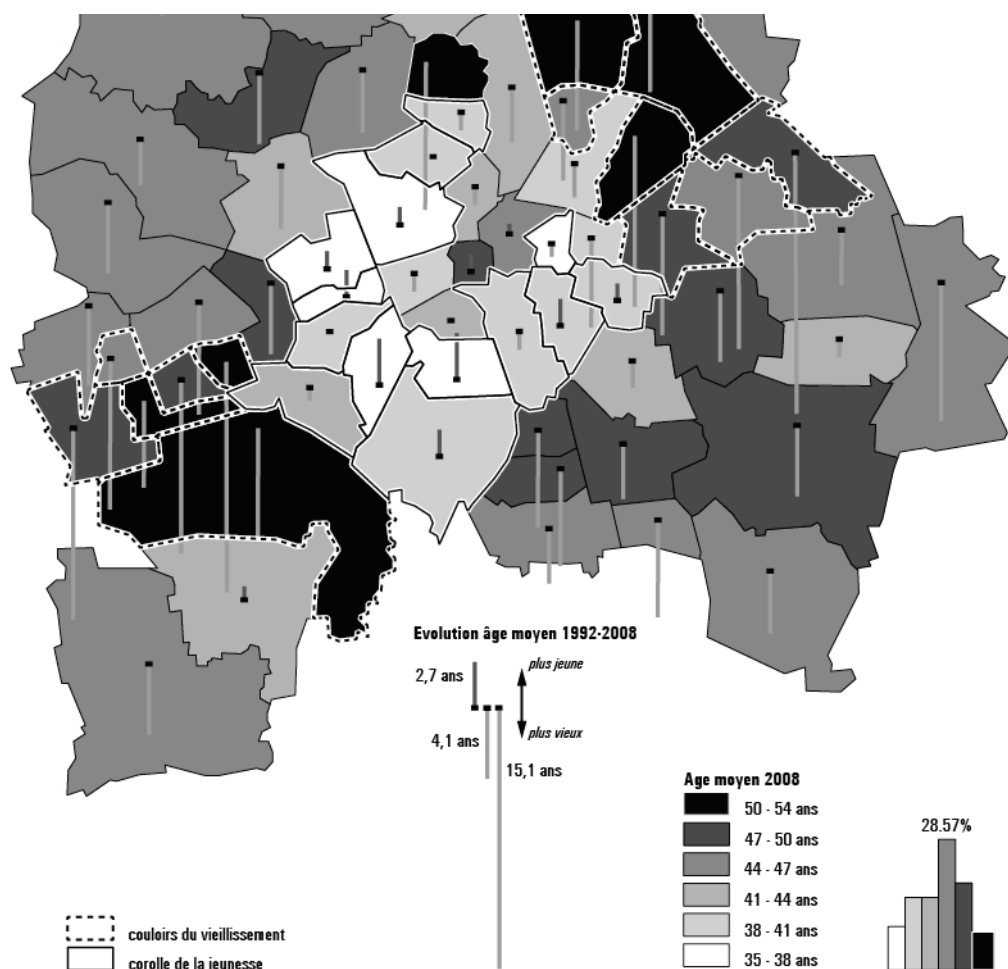 Evolution âge moyen 1992-2008
2,7 ans
plus jeune
plus vieux
4,1 ans
15,1 ans
Age moyen 2008
50 - 54 ans
47 - 50 ans
44 - 47 ans
41 - 44 ans
38 - 41 ans
35 - 38 ans
28.57%
couloirs du vieillissement
corolle de la jeunesse